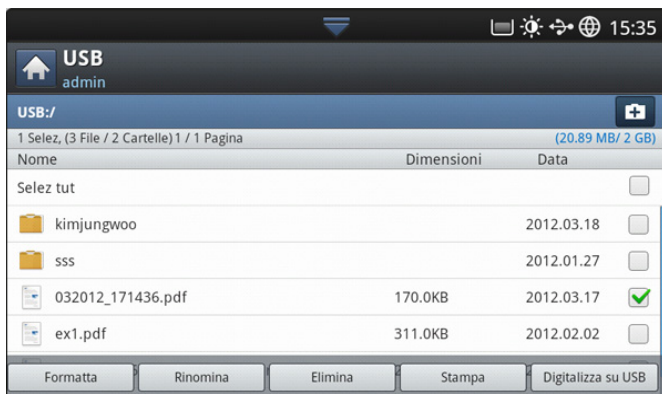 15:35
USB
admin
USB:/
1 Selez, (3 File / 2 Cartelle) 1 / 1 Pagina (20.89 MB/ 2 GB)
Nome Dimensioni Data
Selez tut
kimjungwoo 2012.03.18
sss 2012.01.27
032012_171436.pdf 170.0KB 2012.03.17
ex1.pdf 311.0KB 2012.02.02
Formatta Rinomina Elimina Stampa Digitalizza su USB